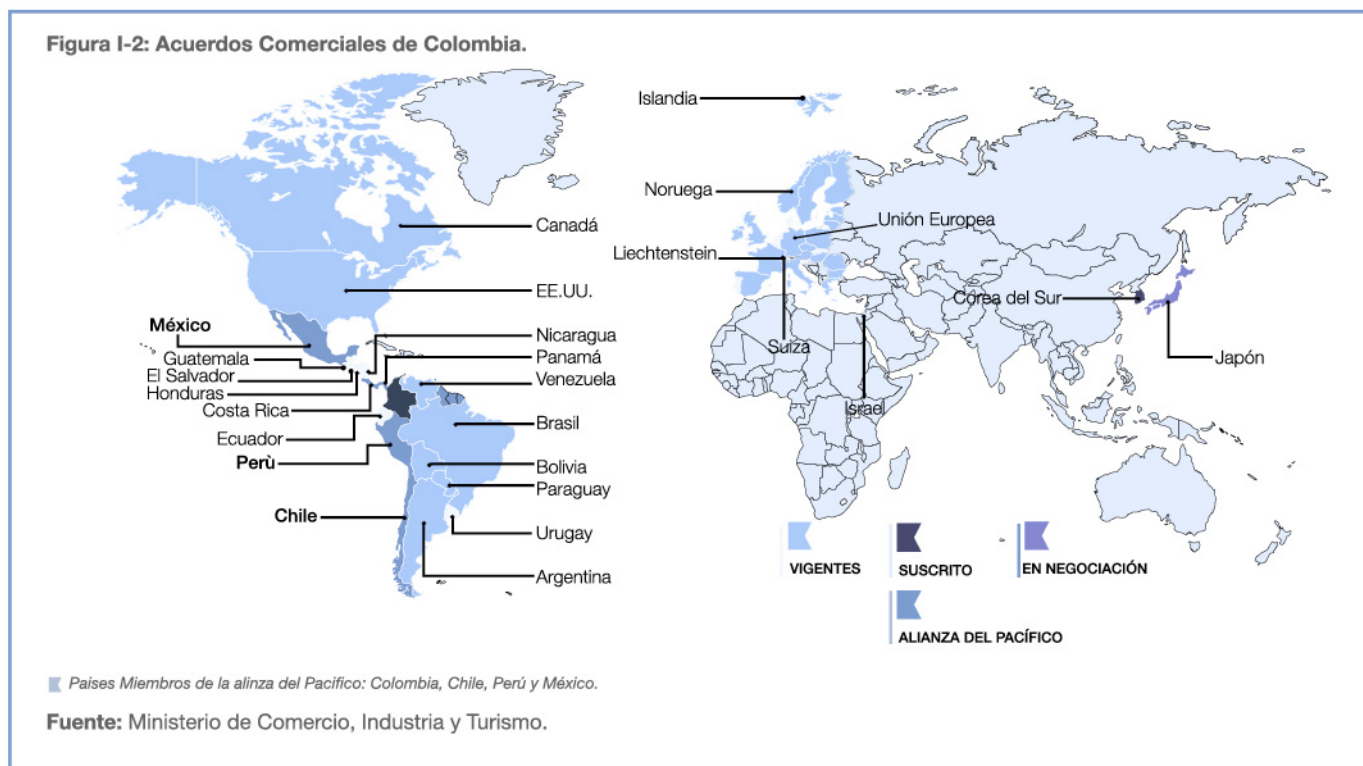 Figura I-2: Acuerdos Comerciales de Colombia.
Islandia
Noruega
Canadá
Unión Europea
Liechtenstein
EE.UU.
Corea del Sur
México
Nicaragua
Guatemala
Panamá
Suiza
Japón
El Salvador
Venezuela
Honduras
Costa Rica
Israel
Ecuador
Brasil
Perù
Bolivia
Paraguay
Chile
Urugay
Argentina
VIGENTES
SUSCRITO
EN NEGOCIACIÓN
ALIANZA DEL PACÍFICO
Paises Miembros de la alinza del Pacifico: Colombia, Chile, Perú y México.
Fuente: Ministerio de Comercio, Industria y Turismo.